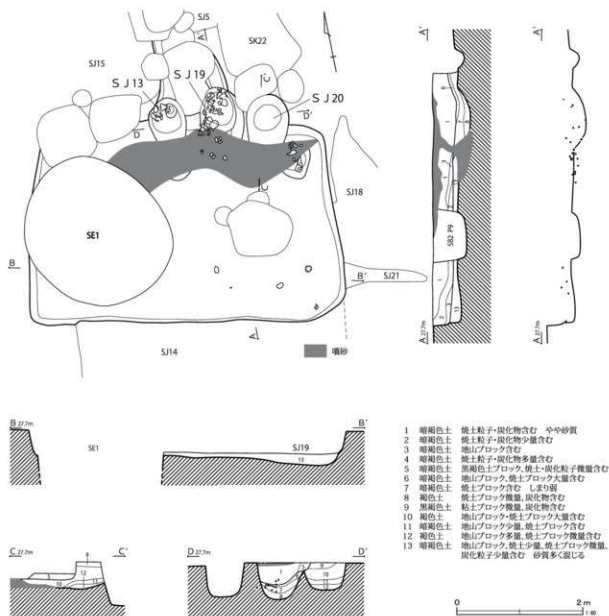 SJ5
SK22
SJ15
A'
SJ13
SJ19
C'
SJ20
D
D'
SJ18
C
SE1
B
B'
SJ21
A
SJ14
噴砂
A'
A'
SB2 P9
A 27.7m
A 27.7m
B 27.7m
B'
SE1
SJ19
13
C 27.7m
C'
D 27.7m
D'
1 暗褐色土 焼土粒子・炭化物含む やや砂質
2 暗褐色土 焼土粒子・炭化物少量含む
3 暗褐色土 地山ブロック含む
4 暗褐色土 焼土粒子・炭化物多量含む
5 暗褐色土 黒褐色土ブロック、焼土・炭化粒子微量含む
6 暗褐色土 地山ブロック、焼土ブロック大量含む
7 暗褐色土 焼土ブロック含む しまり弱
8 褐色土 焼土ブロック微量、炭化物含む
9 黒褐色土 粘土ブロック微量、炭化物含む
10 褐色土 地山ブロック・焼土ブロック大量含む
11 暗褐色土 地山ブロック少量、焼土ブロック含む
12 褐色土 地山ブロック多量、焼土ブロック微量含む
13 暗褐色土 地山ブロック、焼土少量、焼土ブロック微量、
炭化粒子少量含む 砂質多く混じる
0 2m